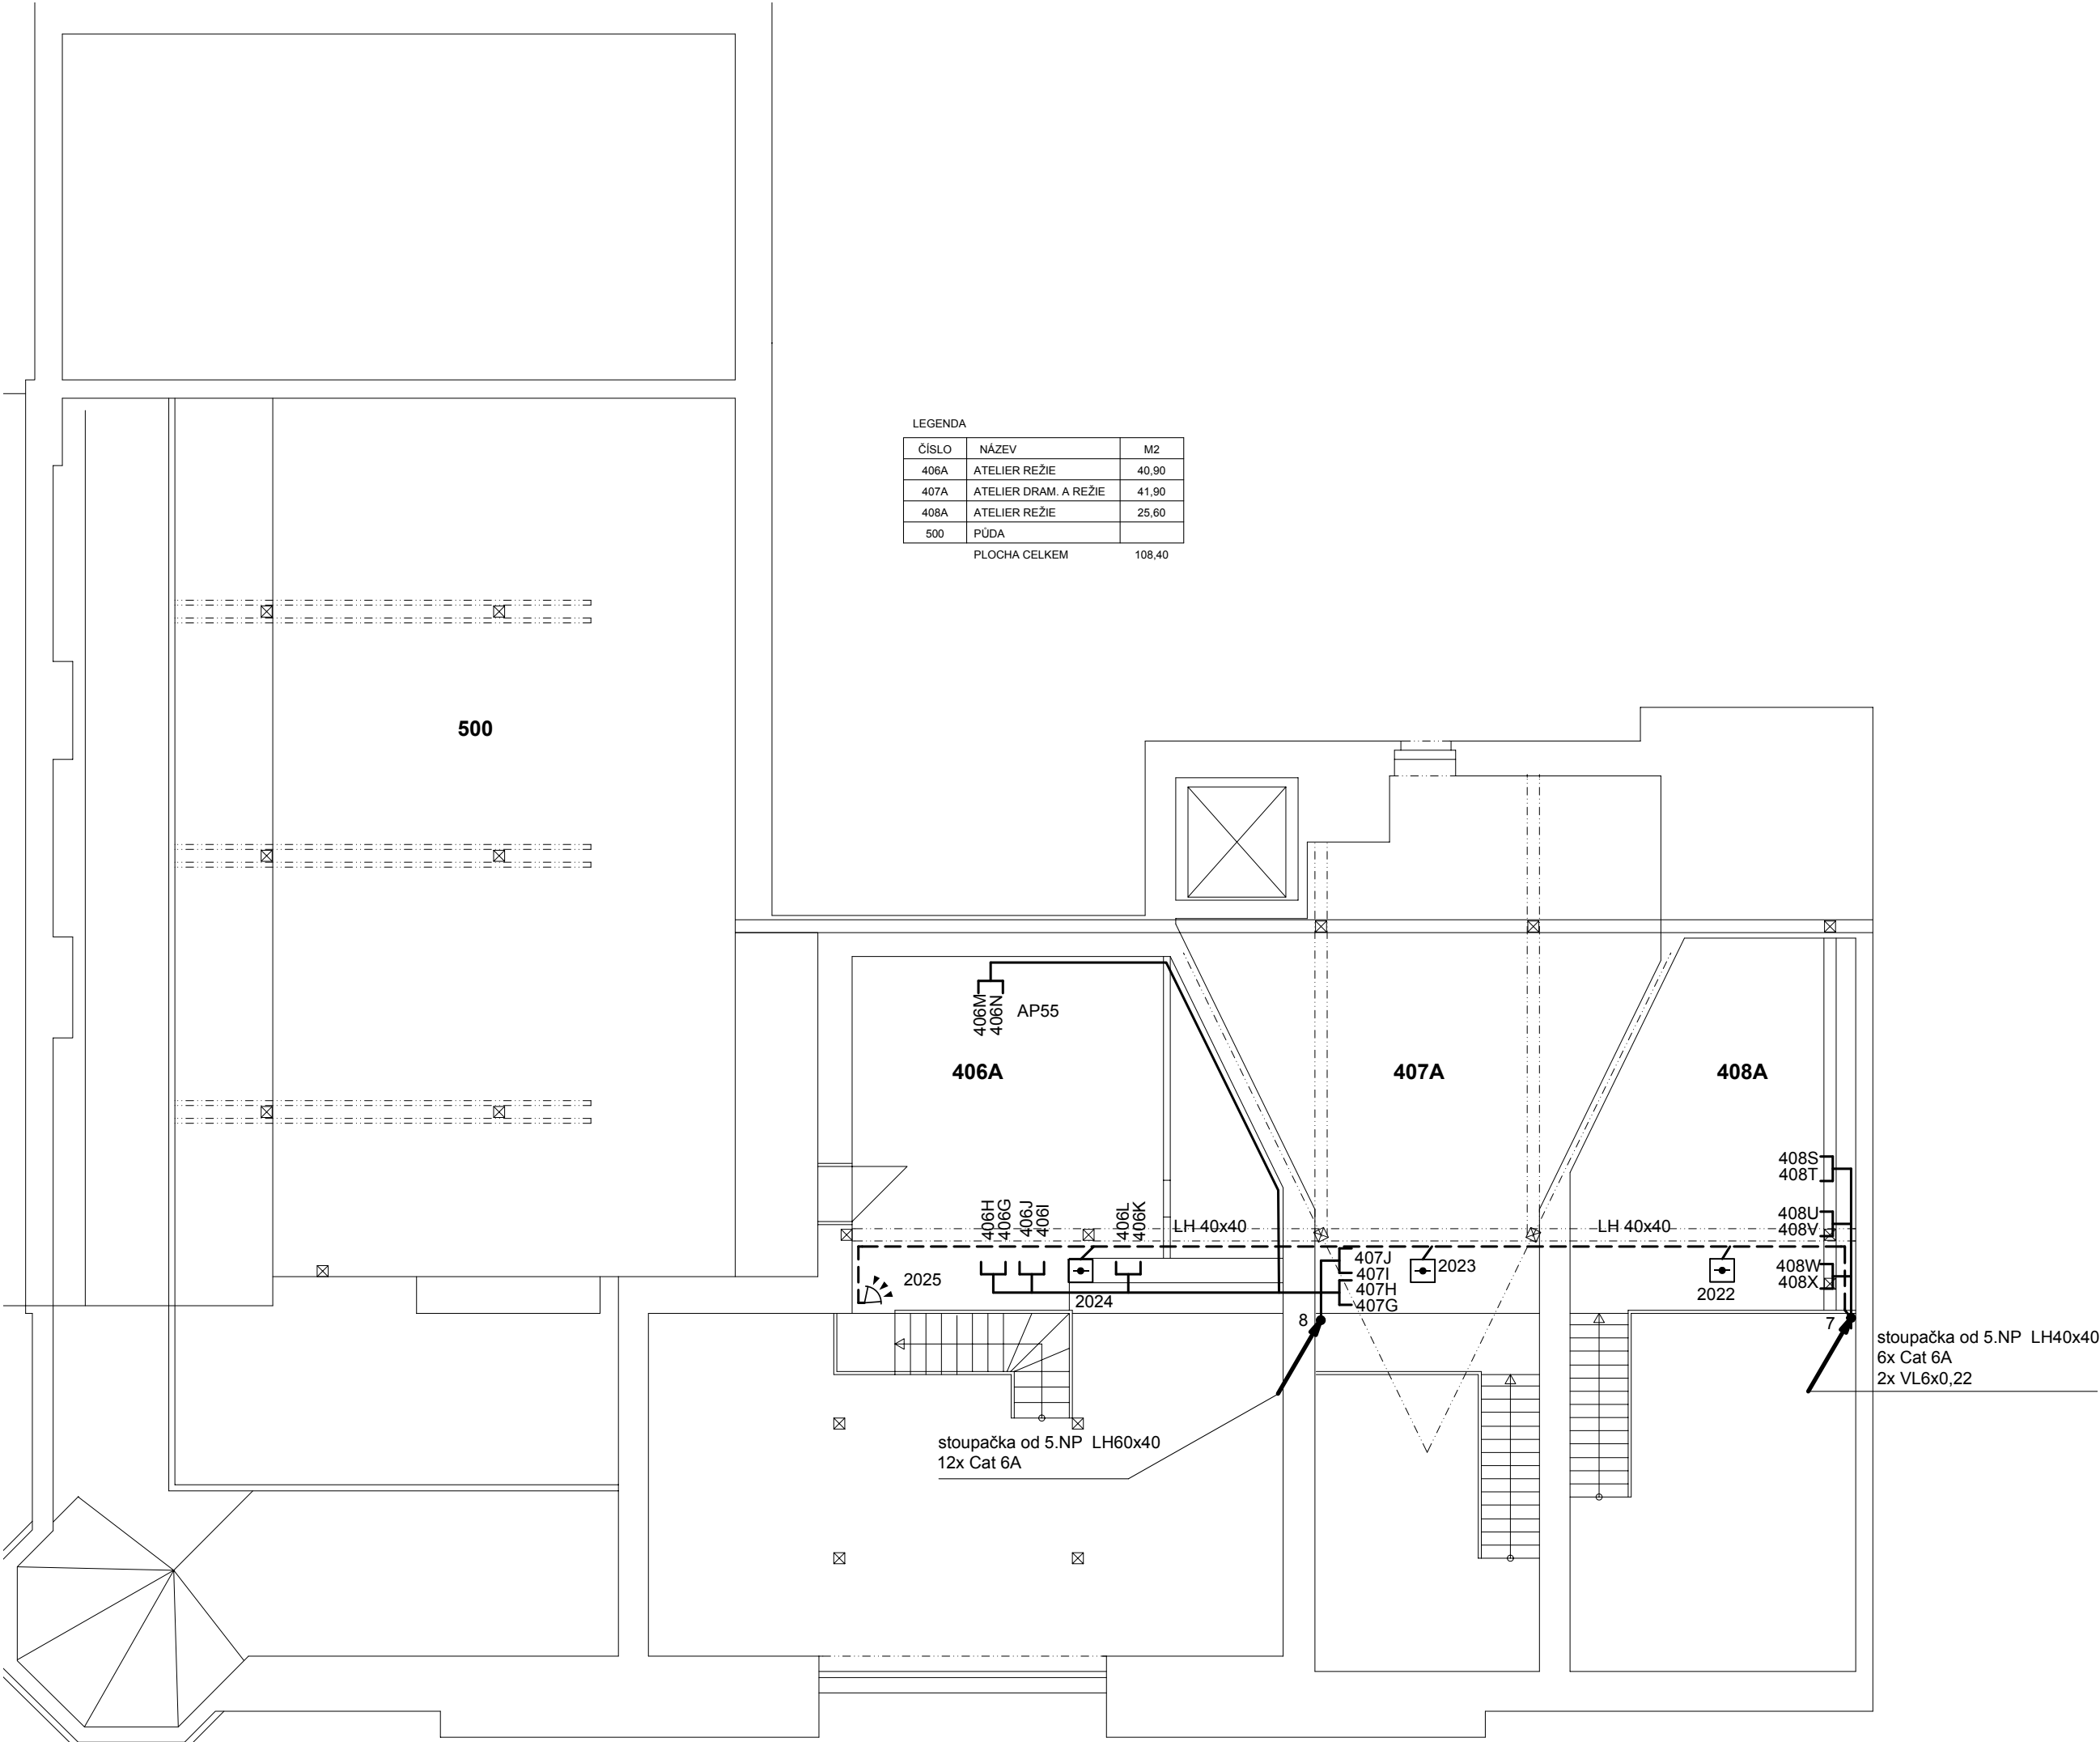 LEGENDA
ČÍSLO NÁZEV M2
406A ATELIER REŽIE 40,90
407A ATELIER DRAM. A REŽIE 41,90
408A ATELIER REŽIE 25,60
500 PŮDA
PLOCHA CELKEM 108,40
500
406M
406N
AP55
406A
407A
408A
408S
408T
406H
406G
406J
406I
406L
406K
LH 40x40
LH 40x40
408U
408V
407J
407I
407H
407G
2023
408W
408X
2025
2024
2022
8
7
stoupačka od 5.NP LH40x40
6x Cat 6A
2x VL6x0,22
stoupačka od 5.NP LH60x40
12x Cat 6A